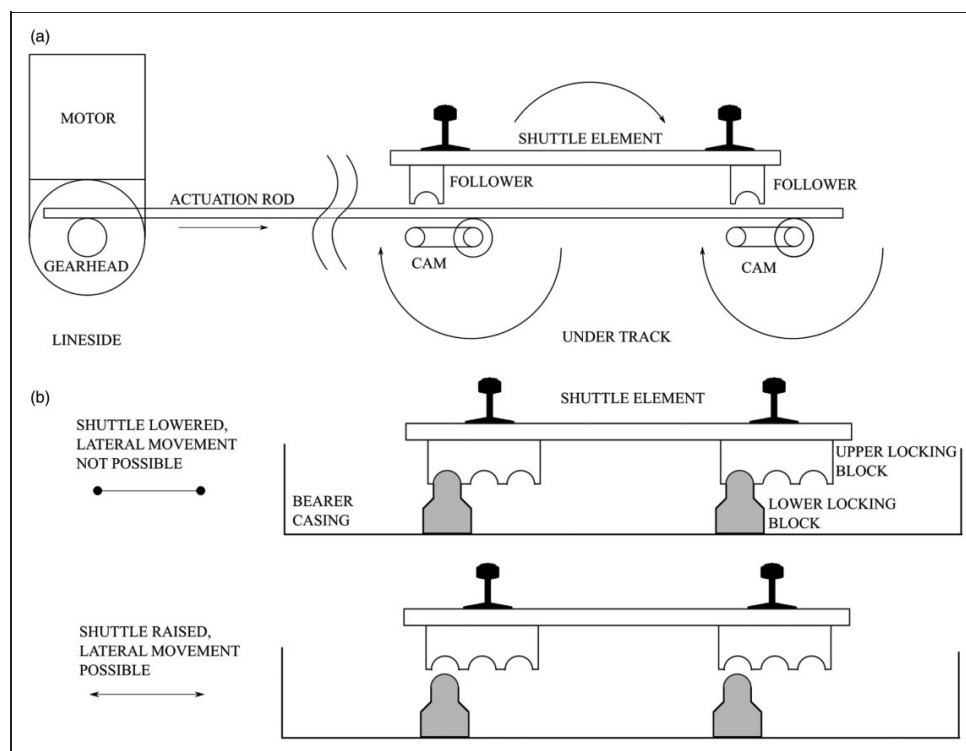 (a)
MOTOR
SHUTTLE ELEMENT
FOLLOWER
FOLLOWER
ACTUATION ROD
GEARHEAD
CAM
CAM
LINESIDE
UNDER TRACK
(b)
SHUTTLE LOWERED,
LATERAL MOVEMENT
NOT POSSIBLE
SHUTTLE ELEMENT
UPPER LOCKING
BLOCK
BEARER
CASING
LOWER LOCKING
BLOCK
SHUTTLE RAISED,
LATERAL MOVEMENT
POSSIBLE